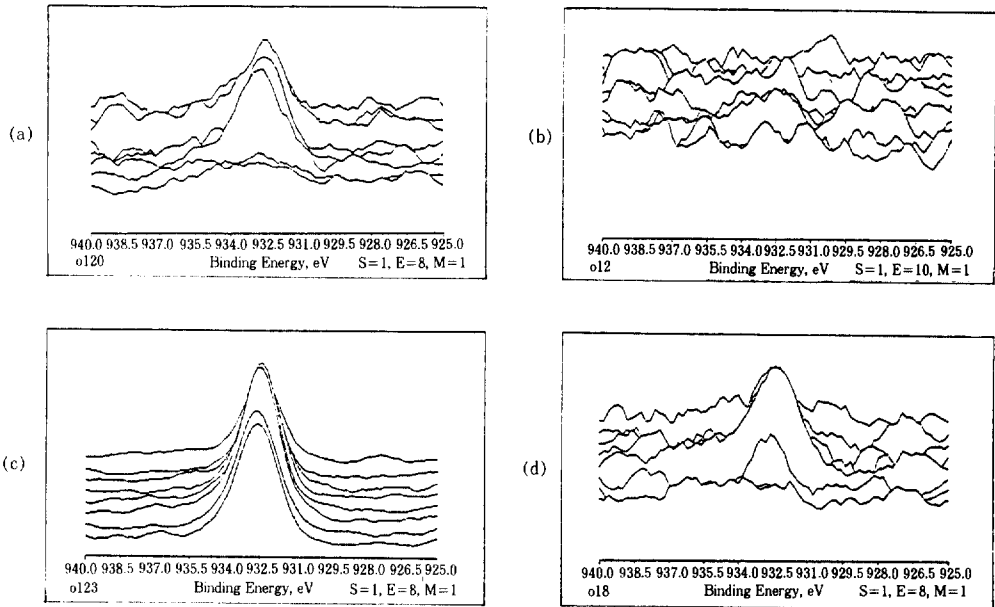 (a)
940.0 938.5 937.0 935.5 934.0 932.5 931.0 929.5 928.0 926.5 925.0
o120 Binding Energy, eV S=1, E=8, M=1
(b)
940.0 938.5 937.0 935.5 934.0 932.5 931.0 929.5 928.0 926.5 925.0
o12 Binding Energy, eV S=1, E=10, M=1
(c)
940.0 938.5 937.0 935.5 934.0 932.5 931.0 929.5 928.0 926.5 925.0
o123 Binding Energy, eV S=1, E=8, M=1
(d)
940.0 938.5 937.0 935.5 934.0 932.5 931.0 929.5 928.0 926.5 925.0
o18 Binding Energy, eV S=1, E=8, M=1